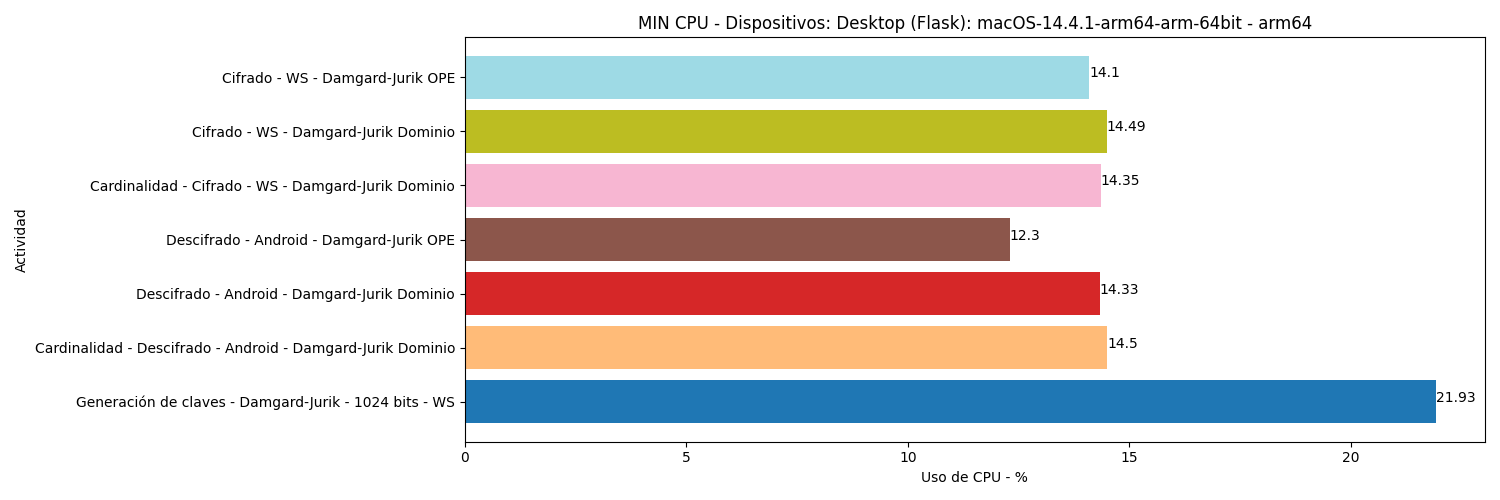 MIN CPU - Dispositivos: Desktop (Flask): macOS-14.4.1-arm64-arm-64bit - arm64
Actividad
Cifrado - WS - Damgard-Jurik OPE
14.1
Cifrado - WS - Damgard-Jurik Dominio
14.49
Cardinalidad - Cifrado - WS - Damgard-Jurik Dominio
14.35
Descifrado - Android - Damgard-Jurik OPE
12.3
Descifrado - Android - Damgard-Jurik Dominio
14.33
Cardinalidad - Descifrado - Android - Damgard-Jurik Dominio
14.5
Generación de claves - Damgard-Jurik - 1024 bits - WS
21.93
0 5 10 15 20
Uso de CPU - %